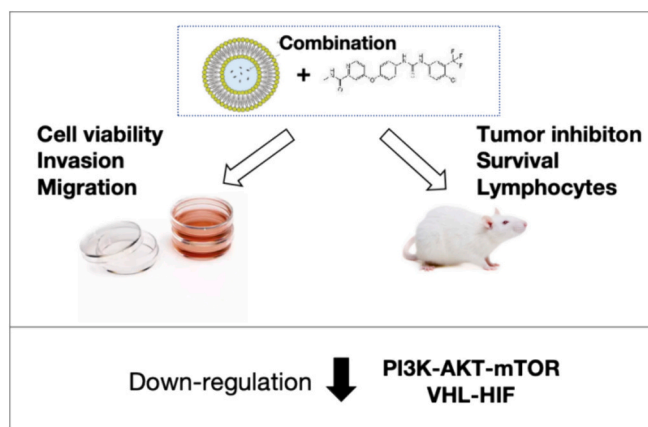 Combination
+
F
F
F
Cell viability
Invasion
Migration
Tumor inhibiton
Survival
Lymphocytes
Down-regulation
PI3K-AKT-mTOR
VHL-HIF